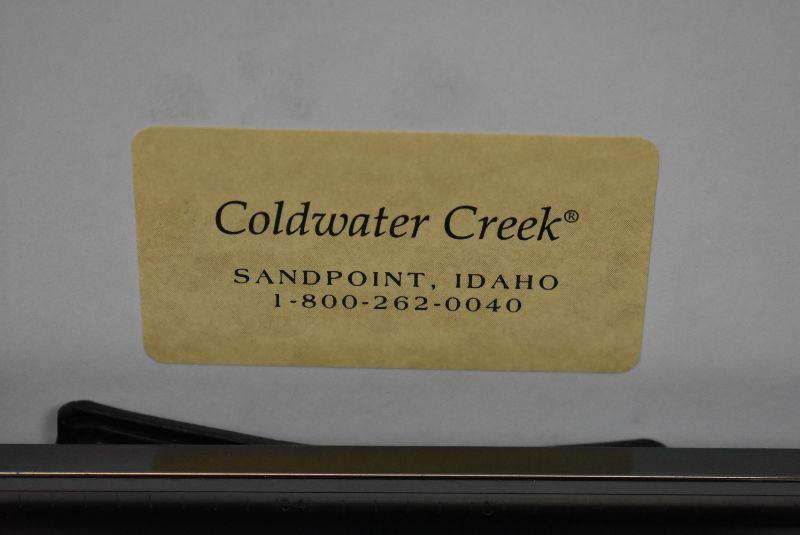 Coldwater Creek®
SANDPOINT, IDAHO
1-800-262-0040